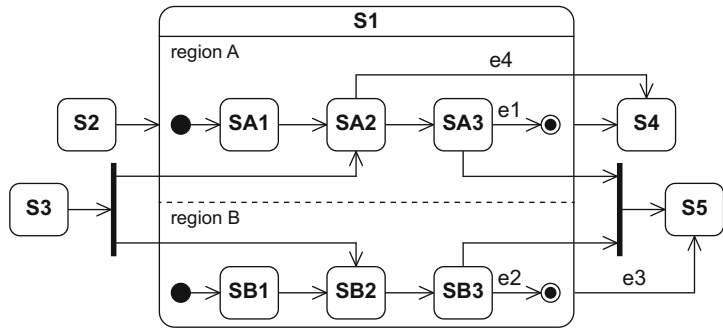 S1
region A
e4
S2
SA1
SA2
SA3
e1
S4
S3
S5
region B
SB1
SB2
SB3
e2
e3